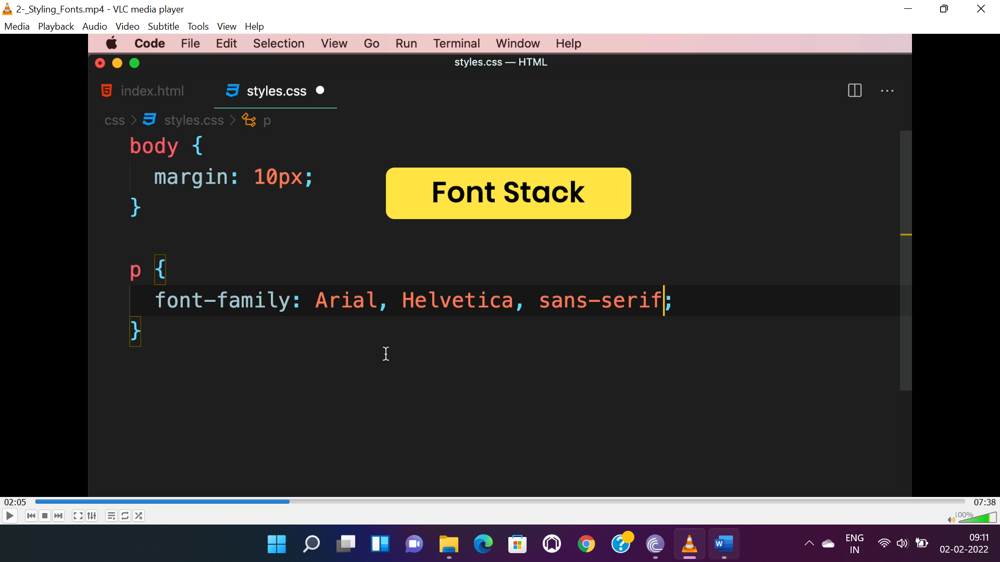 2-_Styling_Fonts.mp4 - VLC media player
Media Playback Audio Video Subtitle Tools View Help
Code File Edit Selection View Go Run Terminal Window Help
styles.css — HTML
index.html styles.css
css > styles.css > p
body {
margin: 10px;
}
Font Stack
p {
font-family: Arial, Helvetica, sans-serif;
}
02:05 07:38
100%
W
ENG
IN
09:11
02-02-2022